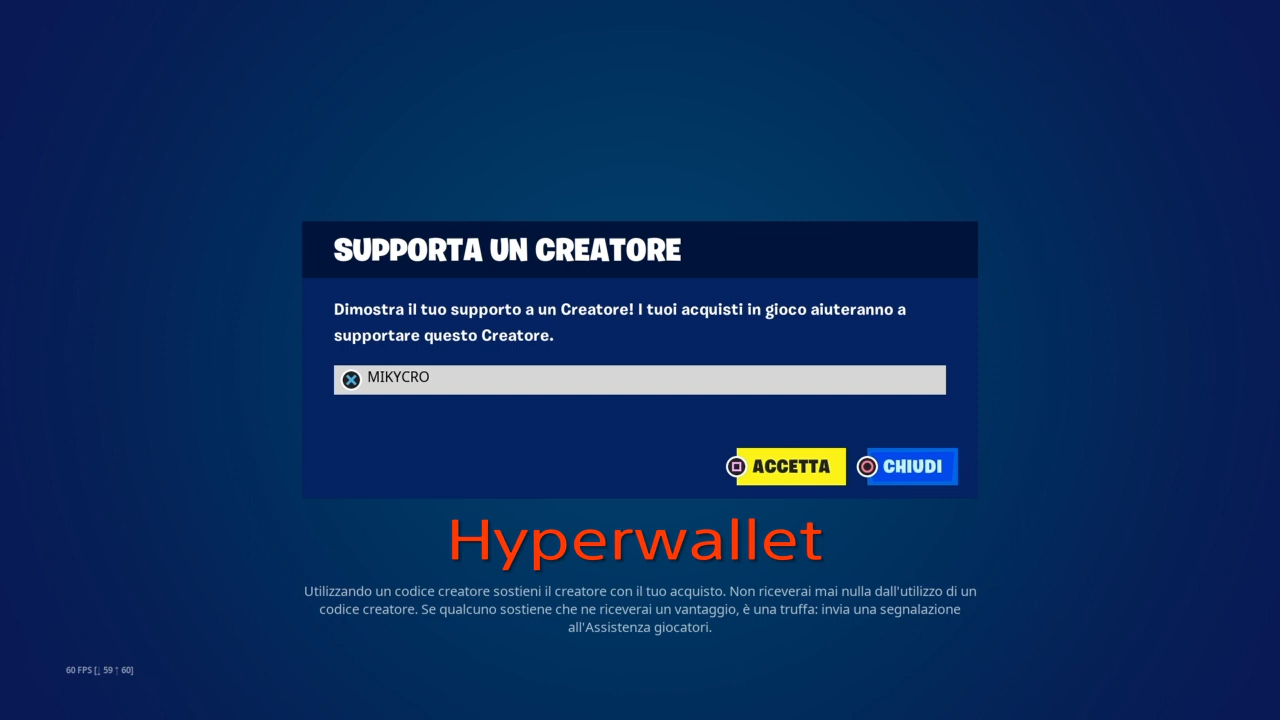 SUPPORTA UN CREATORE
Dimostra il tuo supporto a un Creatore! I tuoi acquisti in gioco aiuteranno a
supportare questo Creatore.
MIKYCRO
ACCETTA
CHIUDI
Hyperwallet
Utilizzando un codice creatore sostieni il creatore con il tuo acquisto. Non riceverai mai nulla dall'utilizzo di un
codice creatore. Se qualcuno sostiene che ne riceverai un vantaggio, è una truffa: invia una segnalazione
all'Assistenza giocatori.
60 FPS [↓ 59 ↑ 60]